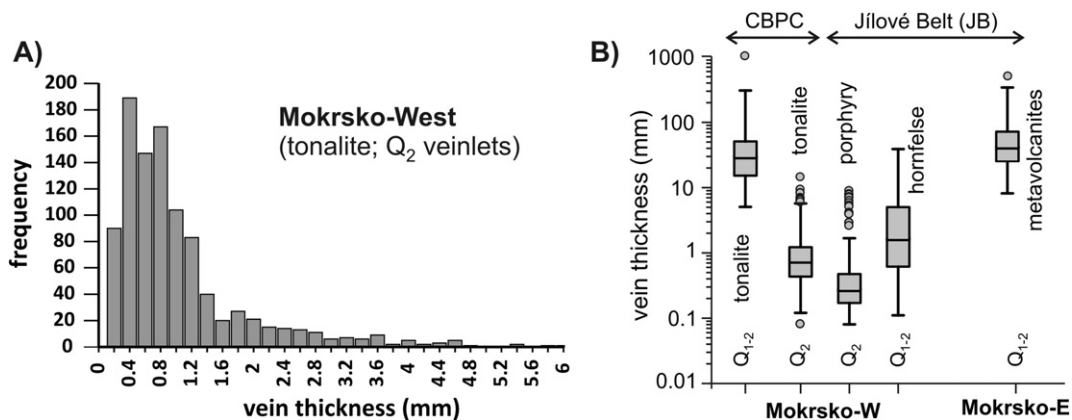 A)
200
180
160
140
120
100
80
60
40
20
0
frequency
Mokrsko-West
(tonalite; Q₂ veinlets)
0
0.4
0.8
1.2
1.6
2
2.4
2.8
3.2
3.6
4
4.4
4.8
5.2
5.6
6
vein thickness (mm)
CBPC
Jílové Belt (JB)
B)
1000
100
10
1
0.1
0.01
vein thickness (mm)
tonalite
tonalite
porphyry
hornfelse
metavolcanites
Q₁₋₂
Q₂
Q₂
Q₁₋₂
Q₁₋₂
Mokrsko-W
Mokrsko-E